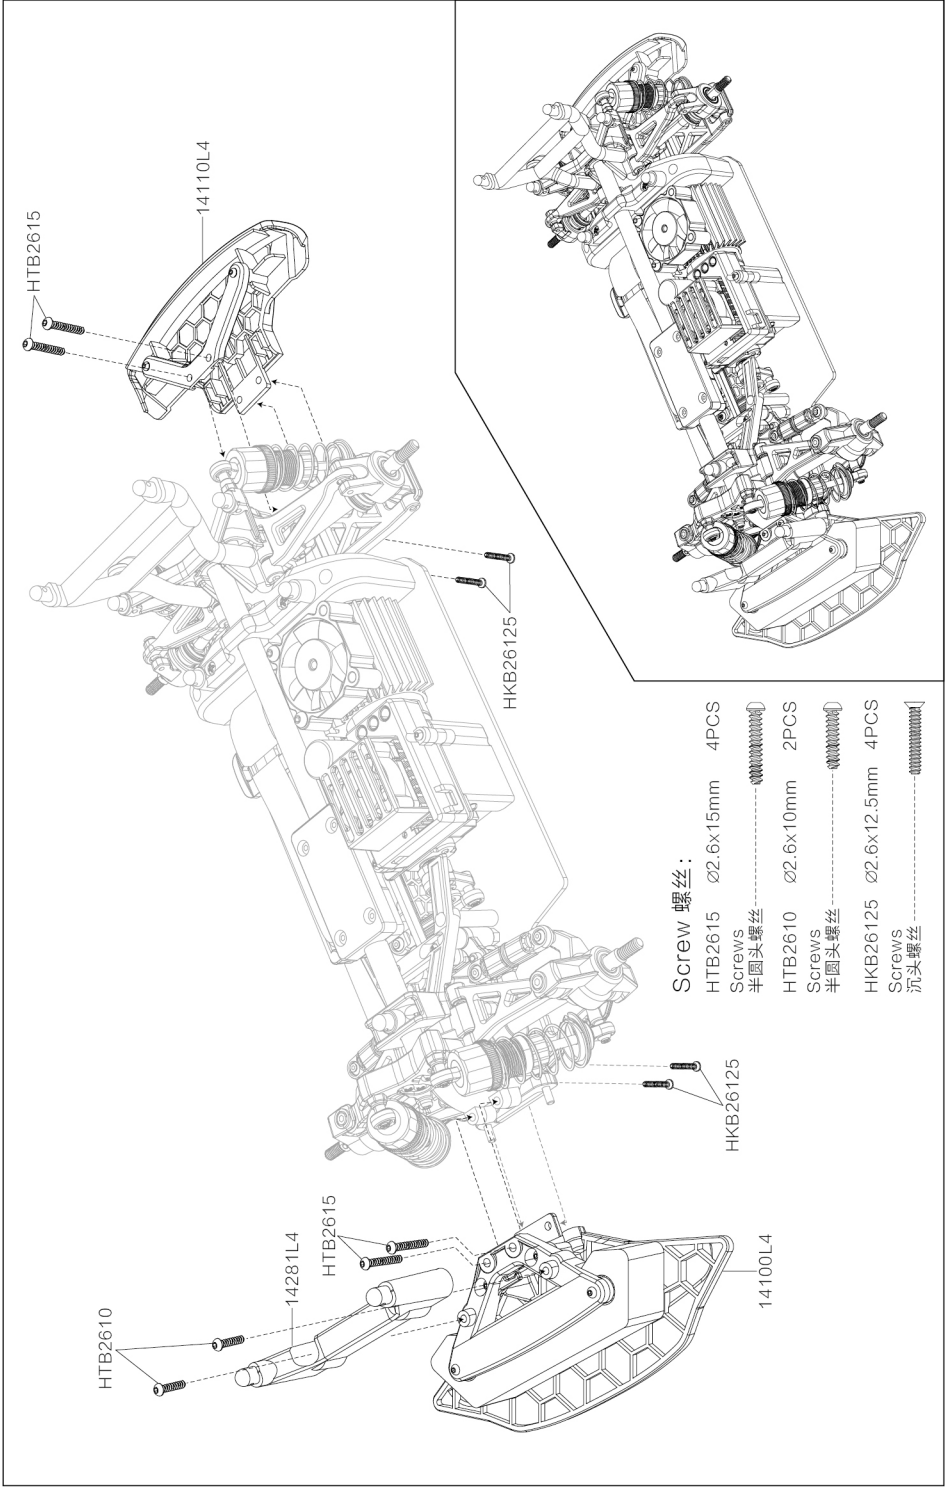 HTB2610
14281L4
HTB2615
14100L4
HKB26125
HKB26125
HTB2615
14110L4
Screw 螺丝：
HTB2615 Ø2.6x15mm 4PCS
Screws
半圆头螺丝
HTB2610 Ø2.6x10mm 2PCS
Screws
半圆头螺丝
HKB26125 Ø2.6x12.5mm 4PCS
Screws
沉头螺丝